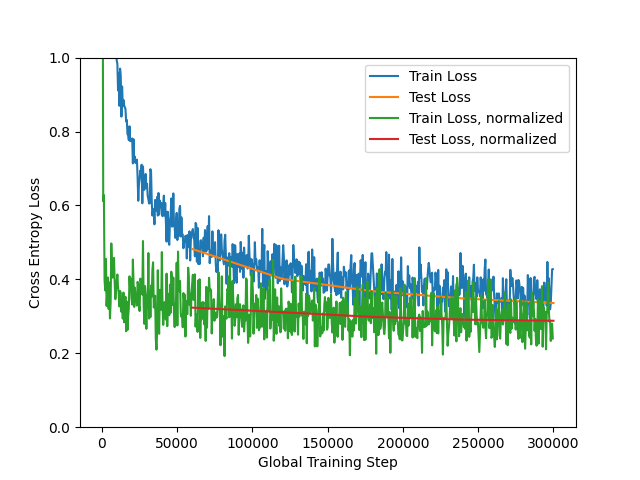 1.0
0.8
0.6
0.4
0.2
0.0
Cross Entropy Loss
Train Loss
Test Loss
Train Loss, normalized
Test Loss, normalized
0 50000 100000 150000 200000 250000 300000
Global Training Step